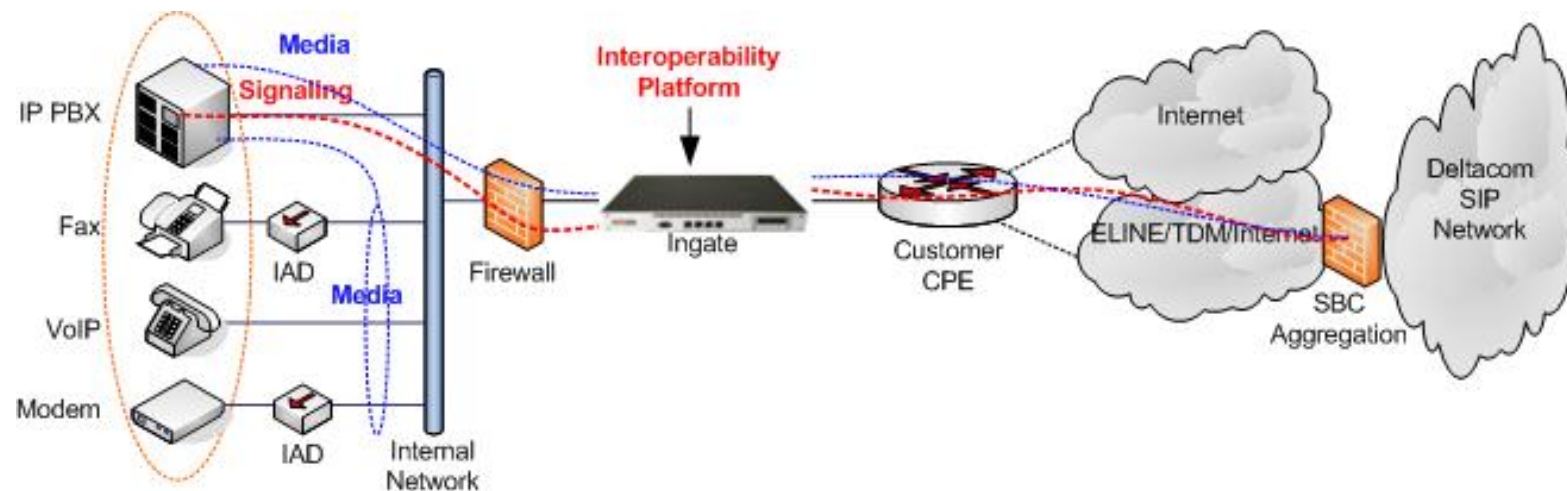 Media
Signaling
IP PBX
Fax
IAD
VoIP
Media
Modem
IAD
Internal
Network
Firewall
Interoperability
Platform
Ingate
Customer
CPE
Internet
ELINE/TDM/Internet
SBC
Aggregation
Deltacom
SIP
Network